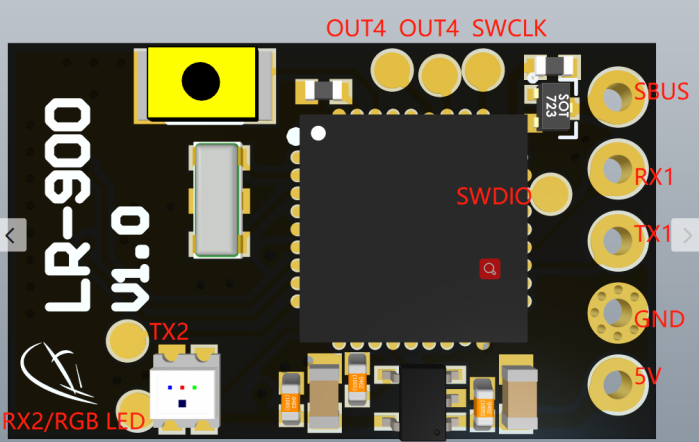 OUT4 OUT4 SWCLK
SOT
723
SBUS
LR-900
V1.0
RX1
SWDIO
TX1
GND
TX2
5V
RX2/RGB LED